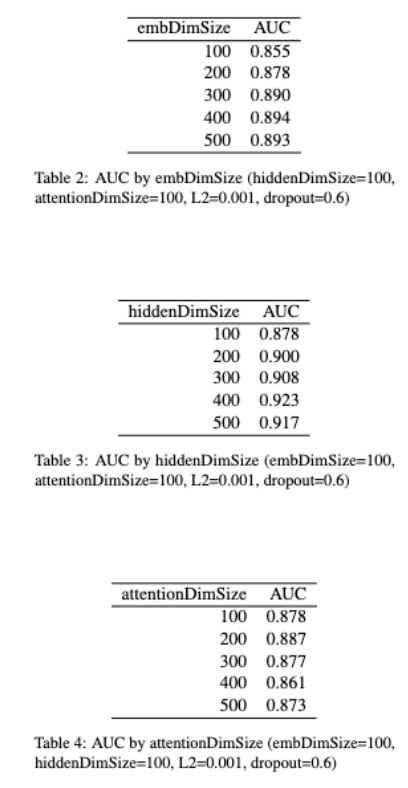 embDimSize AUC
100 0.855
200 0.878
300 0.890
400 0.894
500 0.893
Table 2: AUC by embDimSize (hiddenDimSize=100,
attentionDimSize=100, L2=0.001, dropout=0.6)
hiddenDimSize AUC
100 0.878
200 0.900
300 0.908
400 0.923
500 0.917
Table 3: AUC by hiddenDimSize (embDimSize=100,
attentionDimSize=100, L2=0.001, dropout=0.6)
attentionDimSize AUC
100 0.878
200 0.887
300 0.877
400 0.861
500 0.873
Table 4: AUC by attentionDimSize (embDimSize=100,
hiddenDimSize=100, L2=0.001, dropout=0.6)